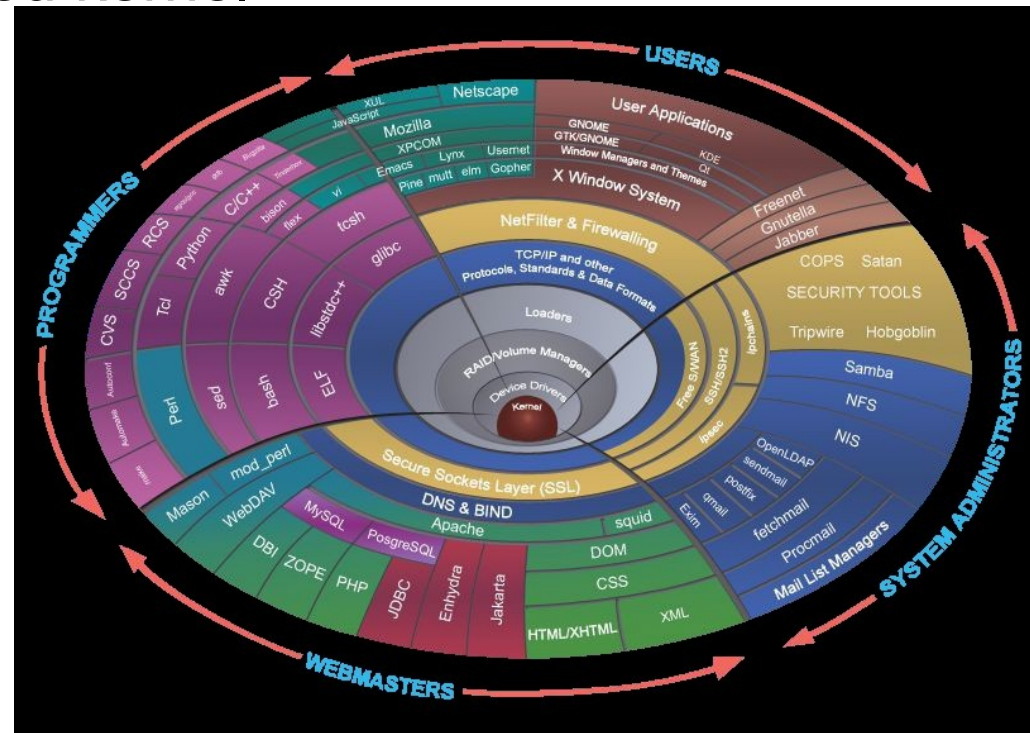 USERS
PROGRAMMERS
SYSTEM ADMINISTRATORS
WEBMASTERS
XUL
Netscape
JavaScript
Mozilla
XPCOM
Emacs
Lynx
Usernet
vi
Pine
mutt
elm
Gopher
User Applications
GNOME
GTK/GNOME
KDE
Qt
Window Managers and Themes
X Window System
Freenet
Gnutella
Jabber
NetFilter & Firewalling
TCP/IP and other
Protocols, Standards & Data Formats
Loaders
RAID/Volume Managers
Device Drivers
Kernel
Free S/WAN
SSH/SSH2
ipchains
ipsec
Secure Sockets Layer (SSL)
DNS & BIND
COPS
Satan
SECURITY TOOLS
Tripwire
Hobgoblin
Samba
NFS
NIS
OpenLDAP
sendmail
postfix
qmail
Exim
fetchmail
Procmail
Mail List Managers
Bugzilla
Tinderbox
RCS
SCCS
CVS
Autoconf
Automake
make
C/C++
Python
Tcl
Perl
bison
flex
awk
sed
tcsh
CSH
bash
glibc
libstdc++
ELF
Mason
mod_perl
WebDAV
MySQL
PosgreSQL
Apache
squid
DBI
ZOPE
PHP
JDBC
Enhydra
Jakarta
DOM
CSS
HTML/XHTML
XML